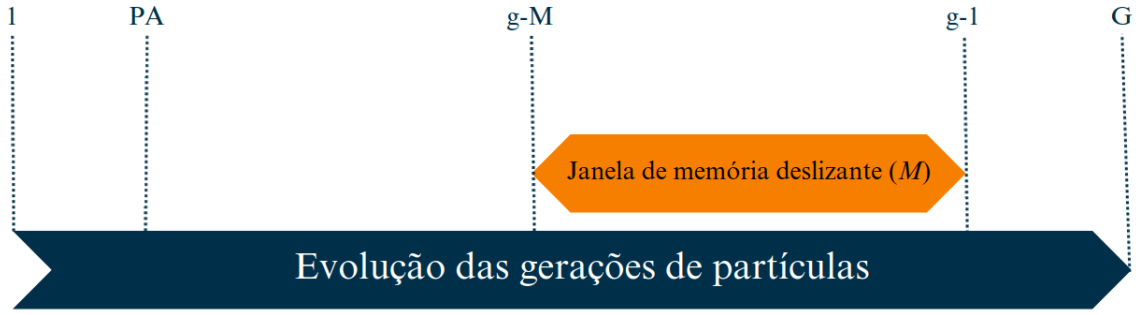 1 PA g-M g-1 G
Janela de memória deslizante (M)
Evolução das gerações de partículas